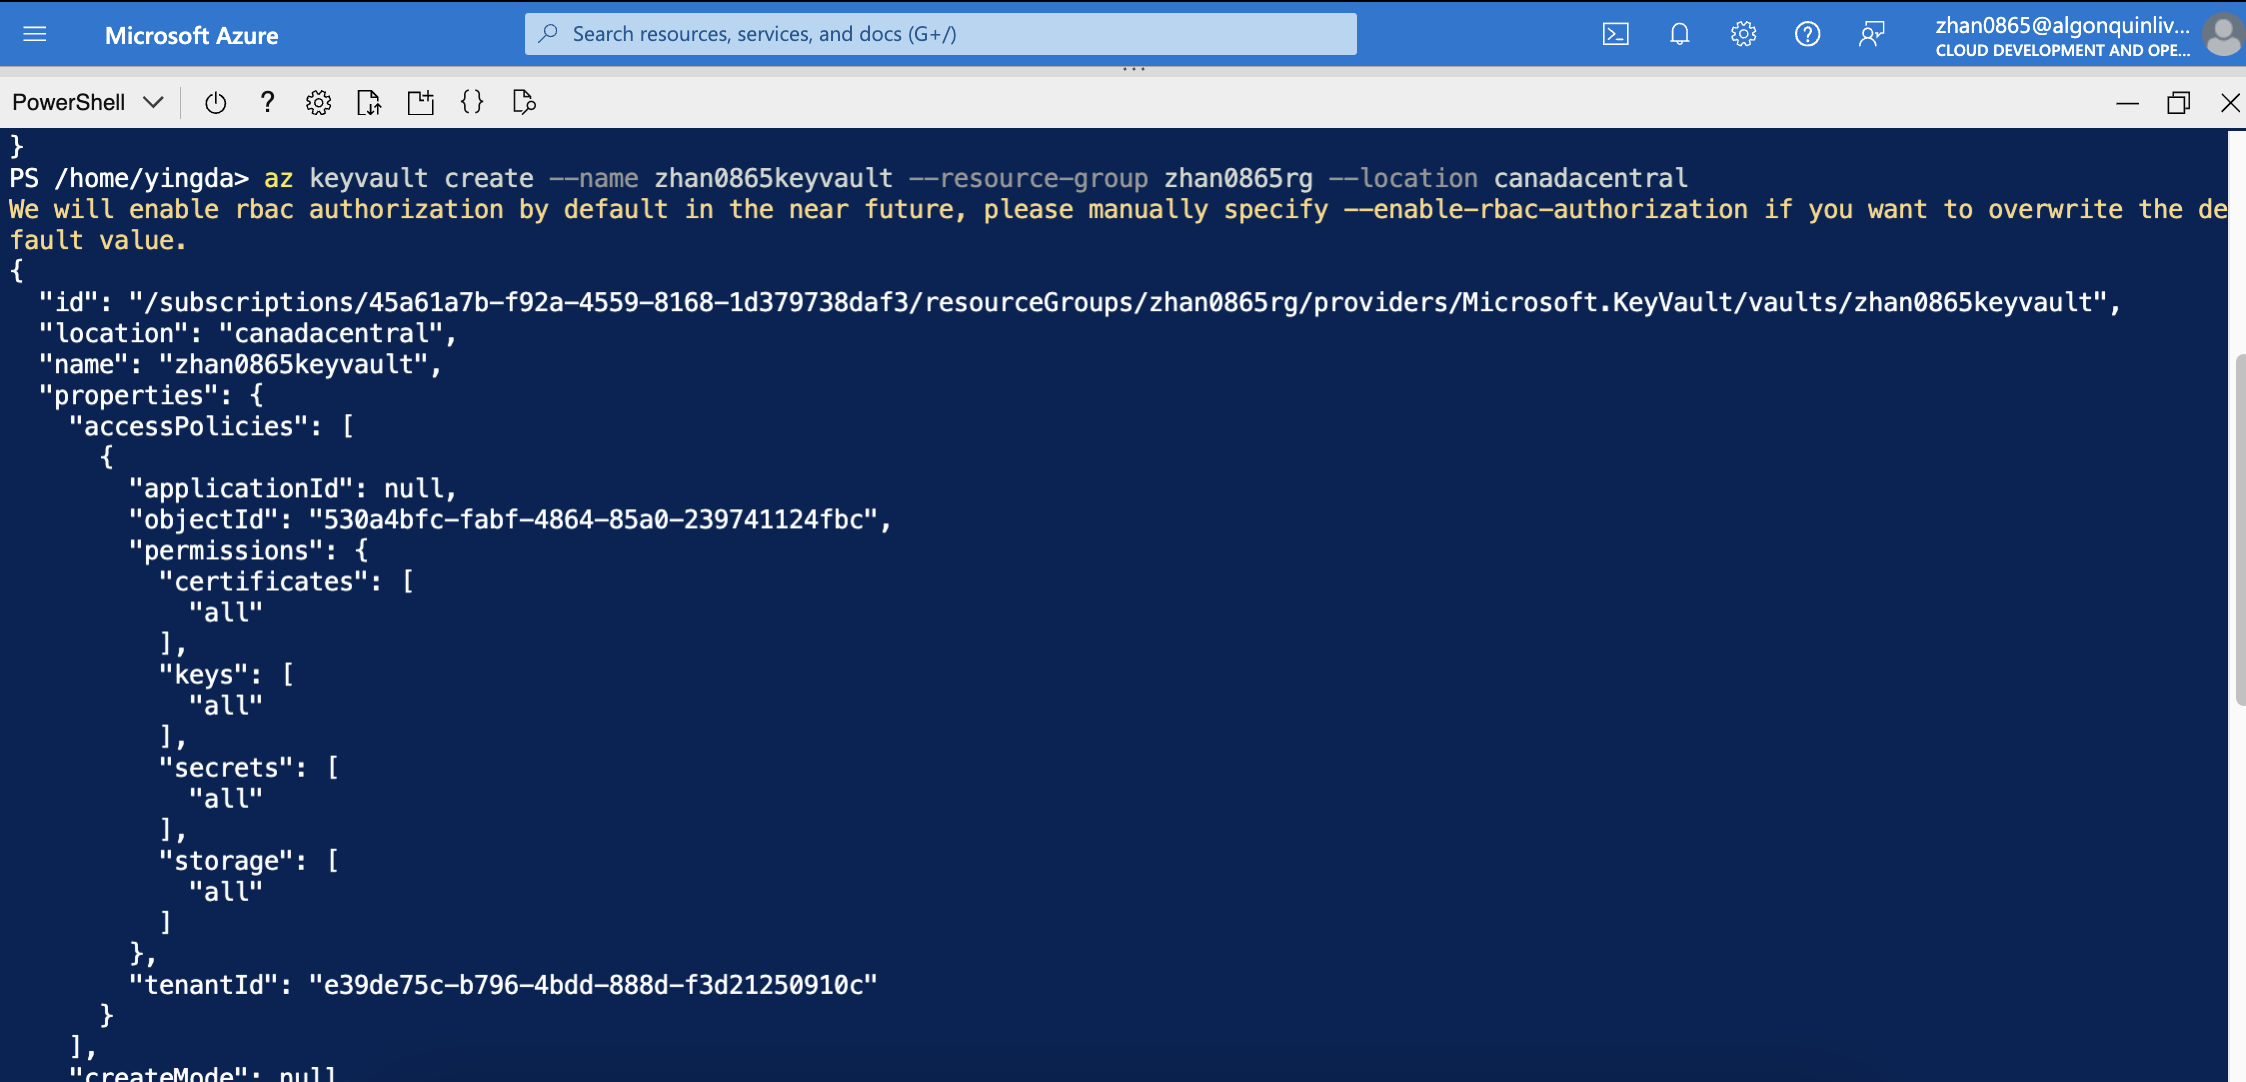 Microsoft Azure
Search resources, services, and docs (G+/)
zhan0865@algonquinliv...
CLOUD DEVELOPMENT AND OPE...
PowerShell
}
PS /home/yingda> az keyvault create --name zhan0865keyvault --resource-group zhan0865rg --location canadacentral
We will enable rbac authorization by default in the near future, please manually specify --enable-rbac-authorization if you want to overwrite the de
fault value.
{
  "id": "/subscriptions/45a61a7b-f92a-4559-8168-1d379738daf3/resourceGroups/zhan0865rg/providers/Microsoft.KeyVault/vaults/zhan0865keyvault",
  "location": "canadacentral",
  "name": "zhan0865keyvault",
  "properties": {
    "accessPolicies": [
      {
        "applicationId": null,
        "objectId": "530a4bfc-fabf-4864-85a0-239741124fbc",
        "permissions": {
          "certificates": [
            "all"
          ],
          "keys": [
            "all"
          ],
          "secrets": [
            "all"
          ],
          "storage": [
            "all"
          ]
        },
        "tenantId": "e39de75c-b796-4bdd-888d-f3d21250910c"
      }
    ],
    "createMode": null